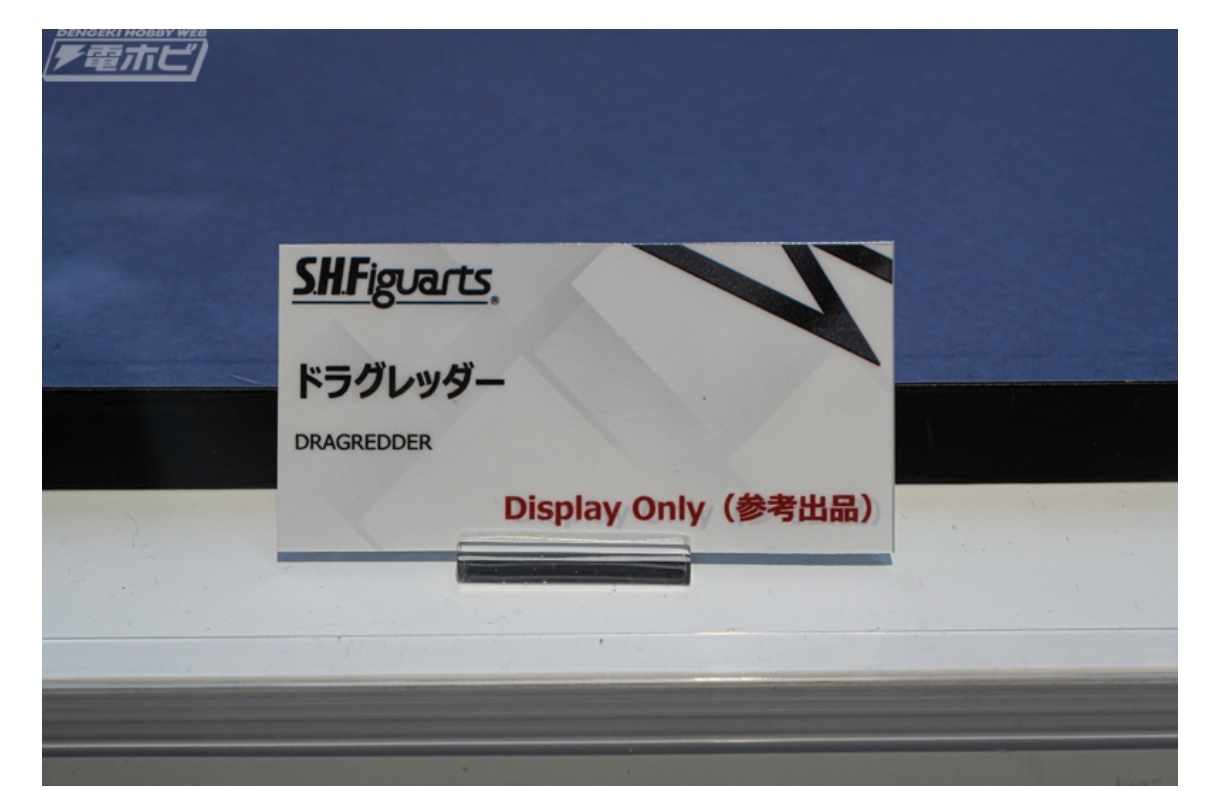 DENGEKI HOBBY WEB
電ホビ
S.H.Figuarts®
ドラグレッダー
DRAGREDDER
Display Only（参考出品）